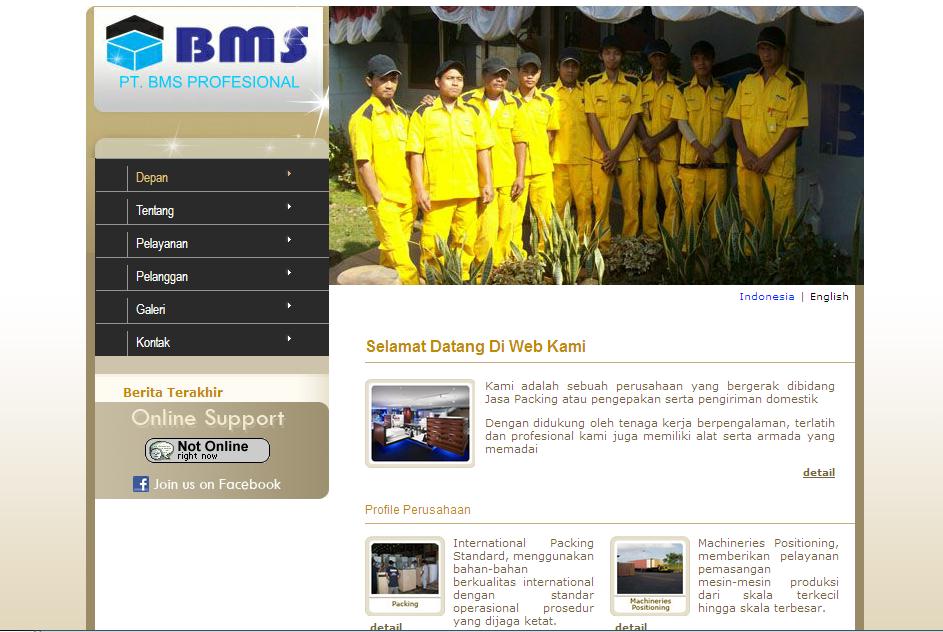 BMS
PT. BMS PROFESIONAL
Depan
Tentang
Pelayanan
Pelanggan
Galeri
Kontak
Berita Terakhir
Online Support
Not Online
right now
Join us on Facebook
Indonesia | English
Selamat Datang Di Web Kami
Kami adalah sebuah perusahaan yang bergerak dibidang
Jasa Packing atau pengepakan serta pengiriman domestik
Dengan didukung oleh tenaga kerja berpengalaman, terlatih
dan profesional kami juga memiliki alat serta armada yang
memadai
detail
Profile Perusahaan
Packing
International Packing
Standard, menggunakan
bahan-bahan
berkualitas international
dengan standar
operasional prosedur
yang dijaga ketat.
detail
Machineries
Positioning
Machineries Positioning,
memberikan pelayanan
pemasangan
mesin-mesin produksi
dari skala terkecil
hingga skala terbesar.
detail